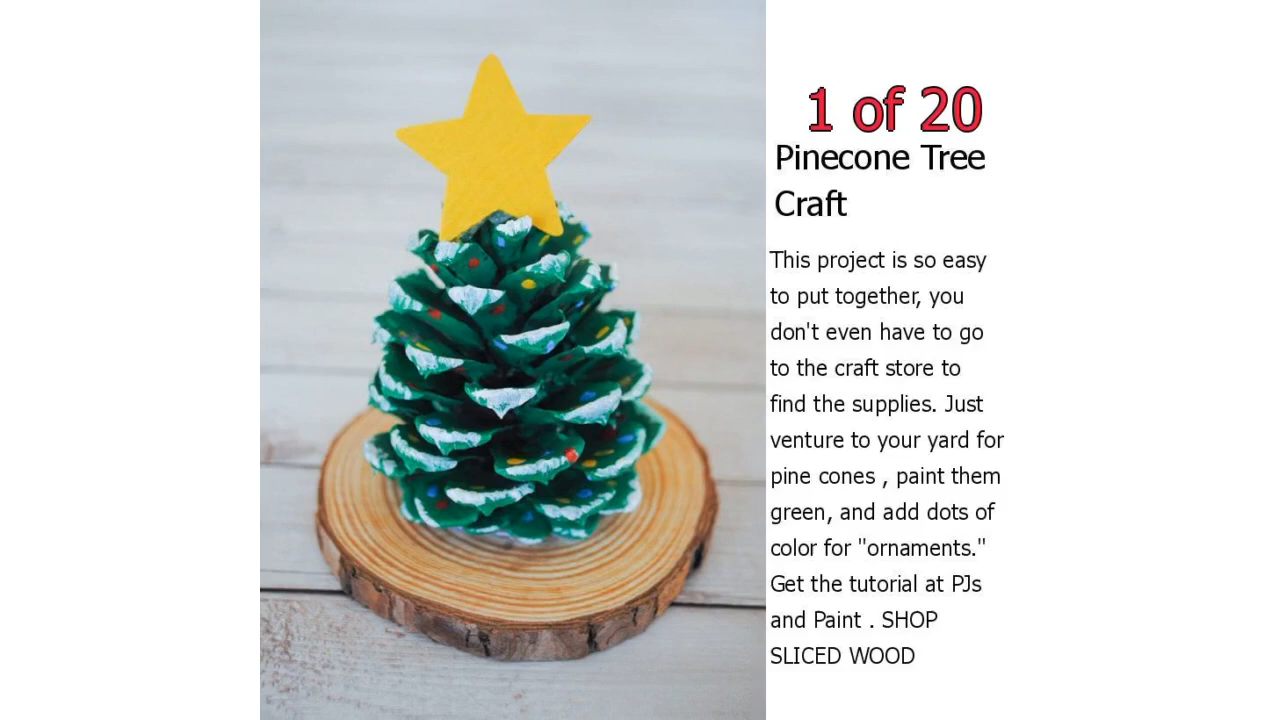 1 of 20
Pinecone Tree
Craft
This project is so easy
to put together, you
don't even have to go
to the craft store to
find the supplies. Just
venture to your yard for
pine cones , paint them
green, and add dots of
color for "ornaments."
Get the tutorial at PJs
and Paint . SHOP
SLICED WOOD